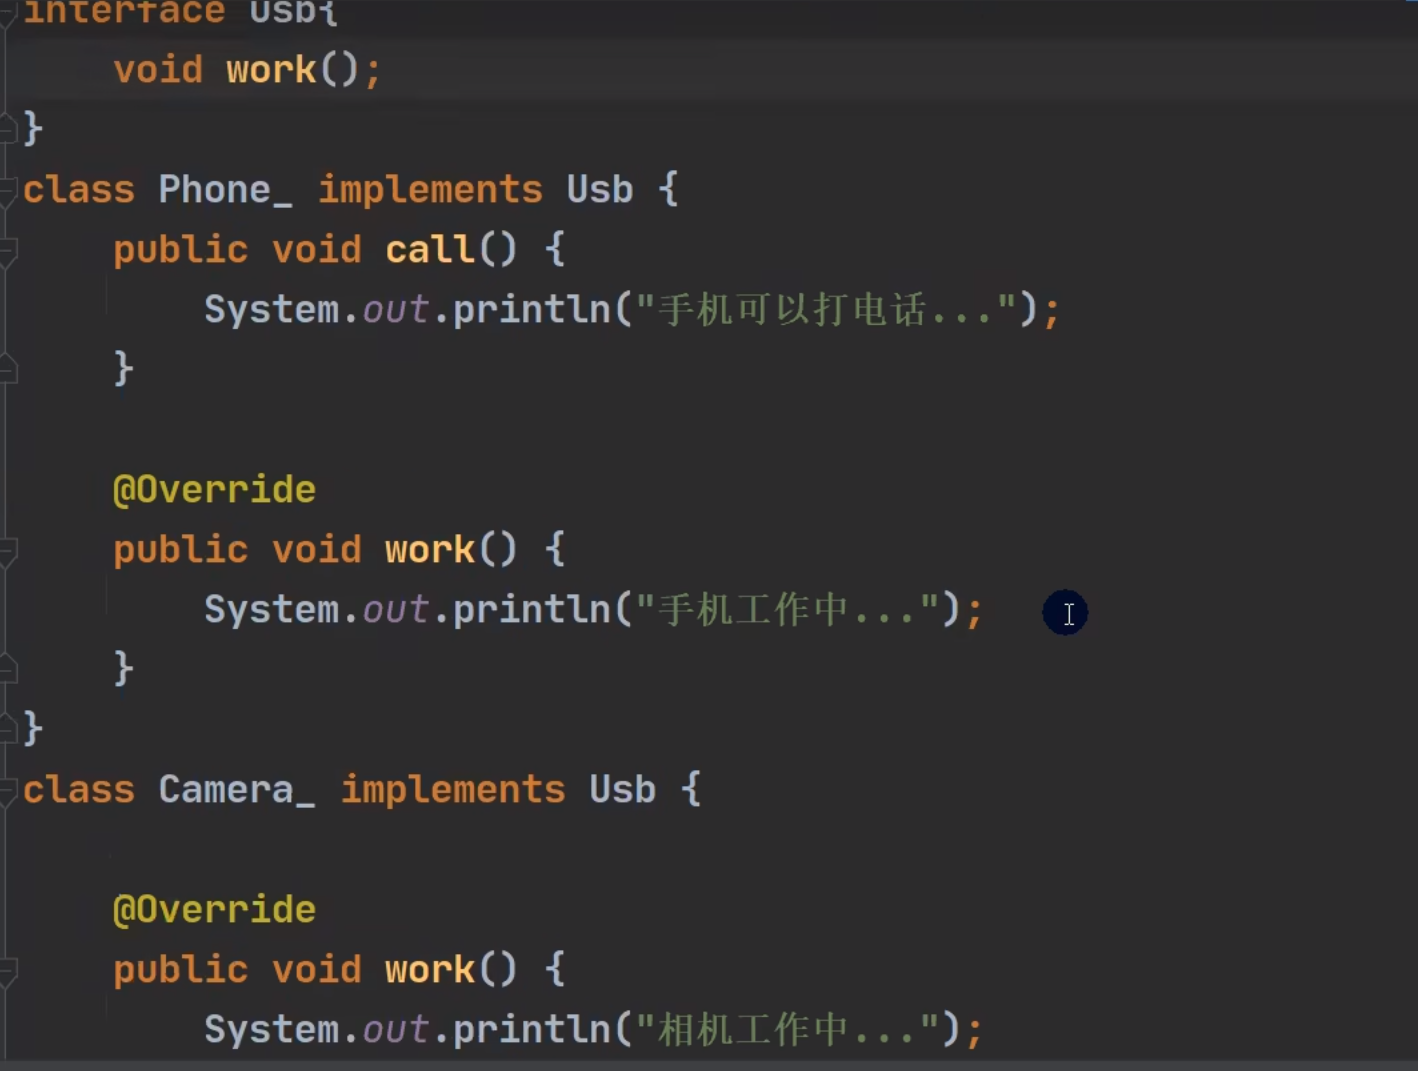 interface Usb{
    void work();
}
class Phone_ implements Usb {
    public void call() {
        System.out.println("手机可以打电话...");
    }

    @Override
    public void work() {
        System.out.println("手机工作中...");
    }
}
class Camera_ implements Usb {

    @Override
    public void work() {
        System.out.println("相机工作中...");